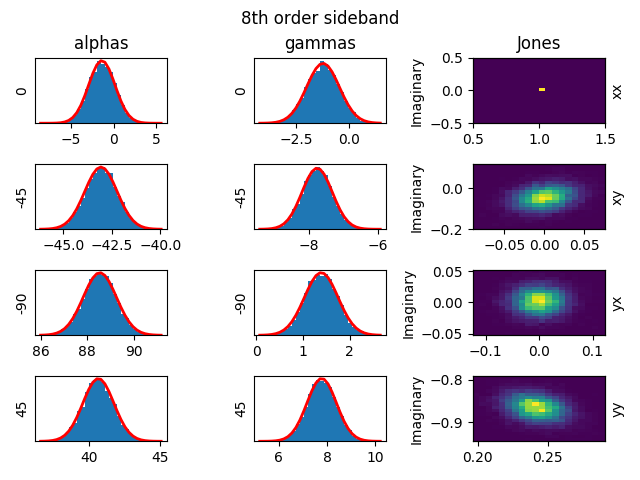 8th order sideband
alphas gammas Jones
0 0 Imaginary xx
0.5
0.0
−0.5
−5 0 5 −2.5 0.0 0.5 1.0 1.5
-45 -45 Imaginary xy
0.0
−0.2
−45.0 −42.5 −40.0 −8 −6 −0.05 0.00 0.05
-90 -90 Imaginary yx
0.05
0.00
−0.05
86 88 90 0 1 2 −0.1 0.0 0.1
45 45 Imaginary yy
−0.8
−0.9
40 45 6 8 10 0.20 0.25